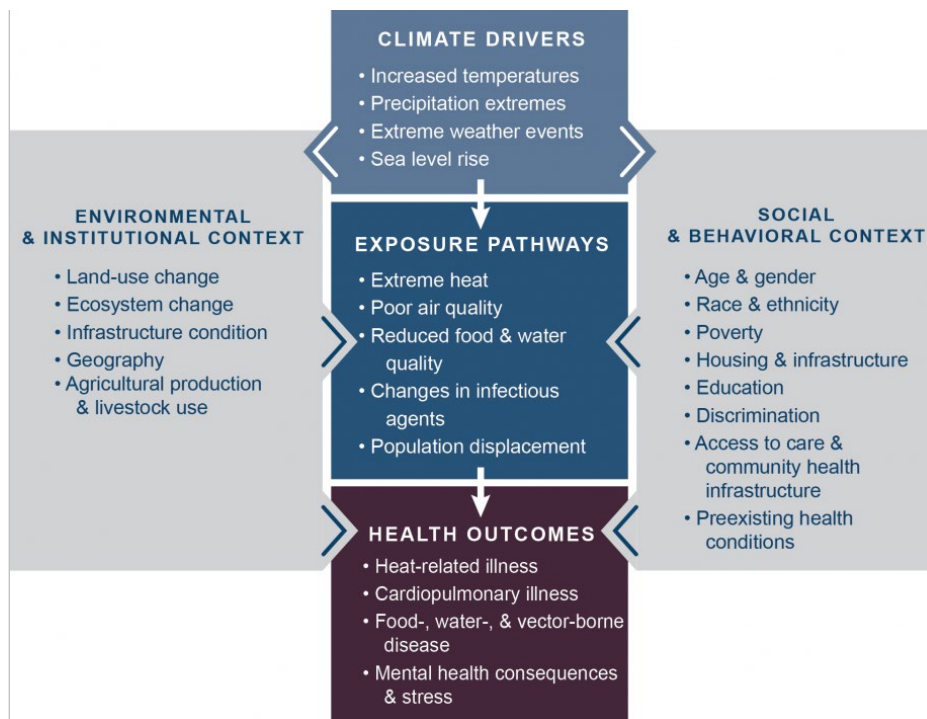 CLIMATE DRIVERS
• Increased temperatures
• Precipitation extremes
• Extreme weather events
• Sea level rise
ENVIRONMENTAL
& INSTITUTIONAL CONTEXT
• Land-use change
• Ecosystem change
• Infrastructure condition
• Geography
• Agricultural production
& livestock use
EXPOSURE PATHWAYS
• Extreme heat
• Poor air quality
• Reduced food & water
quality
• Changes in infectious
agents
• Population displacement
SOCIAL
& BEHAVIORAL CONTEXT
• Age & gender
• Race & ethnicity
• Poverty
• Housing & infrastructure
• Education
• Discrimination
• Access to care &
community health
infrastructure
• Preexisting health
conditions
HEALTH OUTCOMES
• Heat-related illness
• Cardiopulmonary illness
• Food-, water-, & vector-borne
disease
• Mental health consequences
& stress